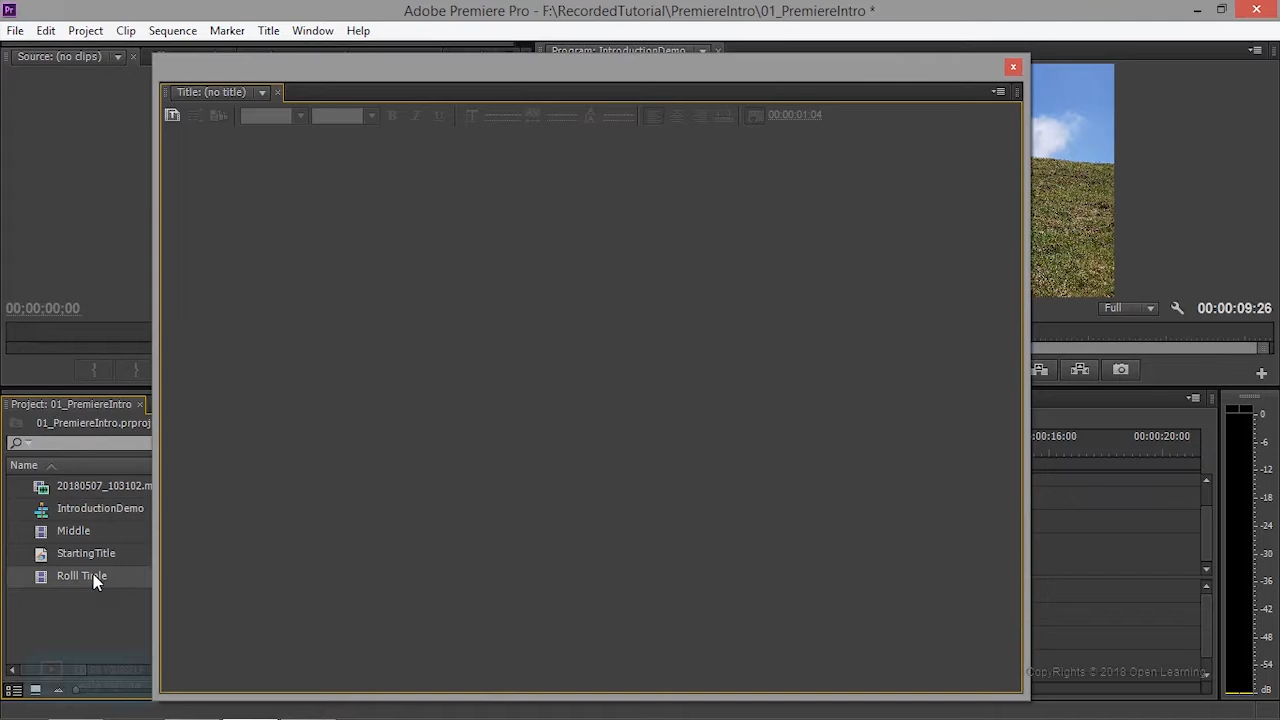 Pr Adobe Premiere Pro - F:\RecordedTutorial\PremiereIntro\01_PremiereIntro *
File Edit Project Clip Sequence Marker Title Window Help
Source: (no clips) Program: IntroductionDemo
Title: (no title)
T B I U 00:00:01:04
00;00;00;00 Full 00:00:09:26
Project: 01_PremiereIntro
01_PremiereIntro.prproj
Name
:00:16:00 00:00:20:00
20180507_103102.m
IntroductionDemo
Middle
StartingTitle
Rolll
0
-6
-12
-18
-24
-30
-36
-42
-48
-54
dB
CopyRights © 2018 Open Learning